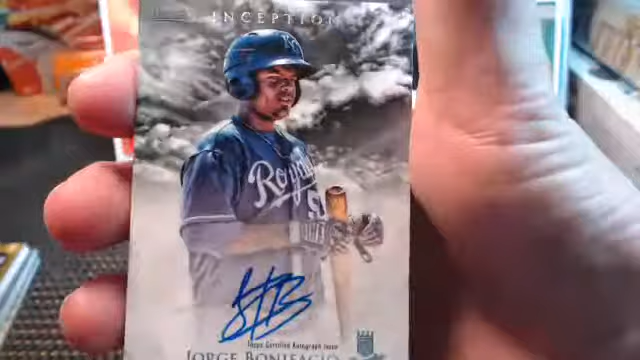 INCEPTION
Royals
Topps Certified Autograph Issue
JORGE BONIFACIO